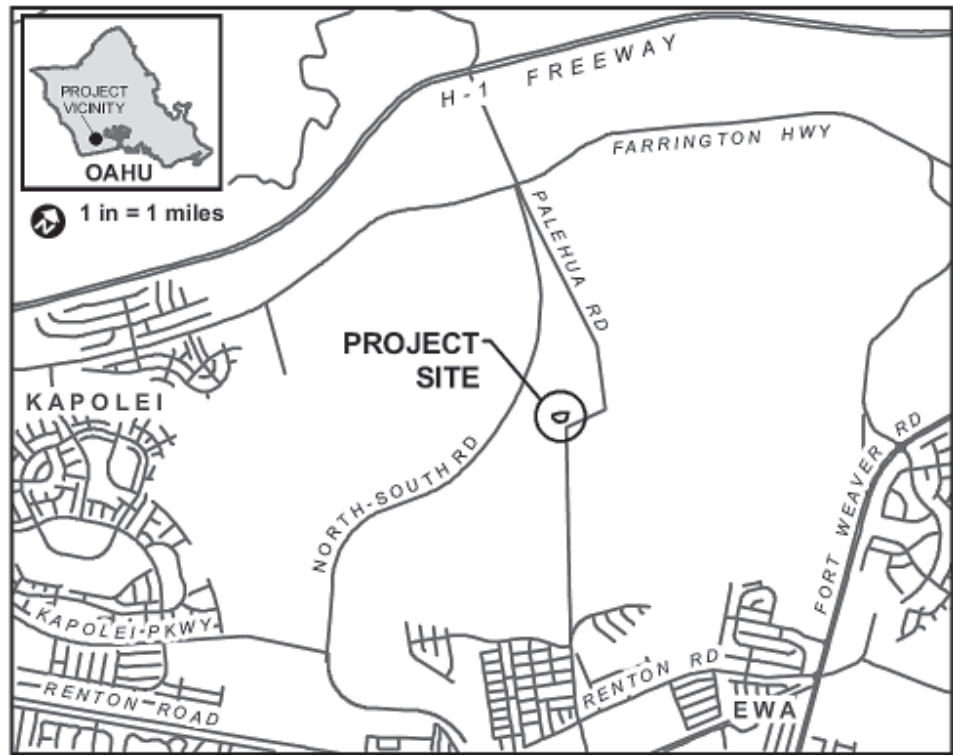 PROJECT
VICINITY
OAHU
1 in = 1 miles
H-1 FREEWAY
FARRINGTON HWY
PALEHUA RD
PROJECT
SITE
KAPOLEI
NORTH-SOUTH RD
FORT WEAVER RD
KAPOLEI PKWY
RENTON RD
RENTON ROAD
EWA